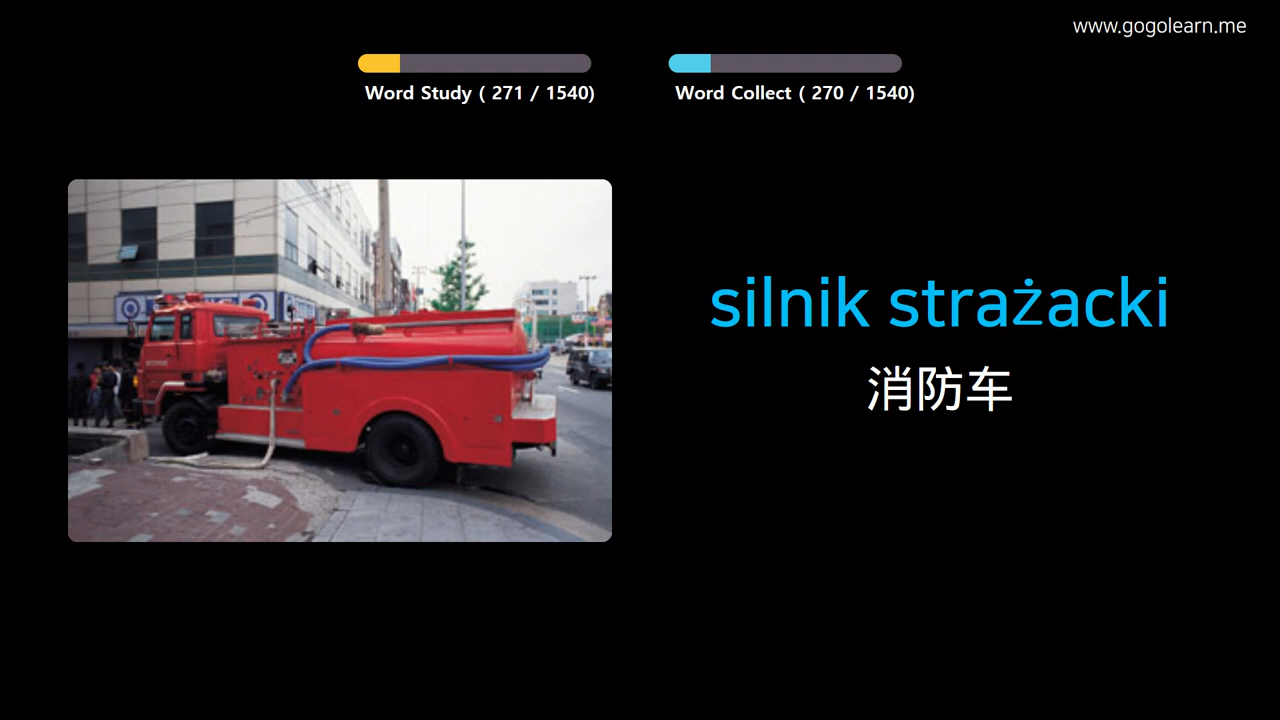 www.gogolearn.me
Word Study ( 271 / 1540)
Word Collect ( 270 / 1540)
silnik strażacki
消防车